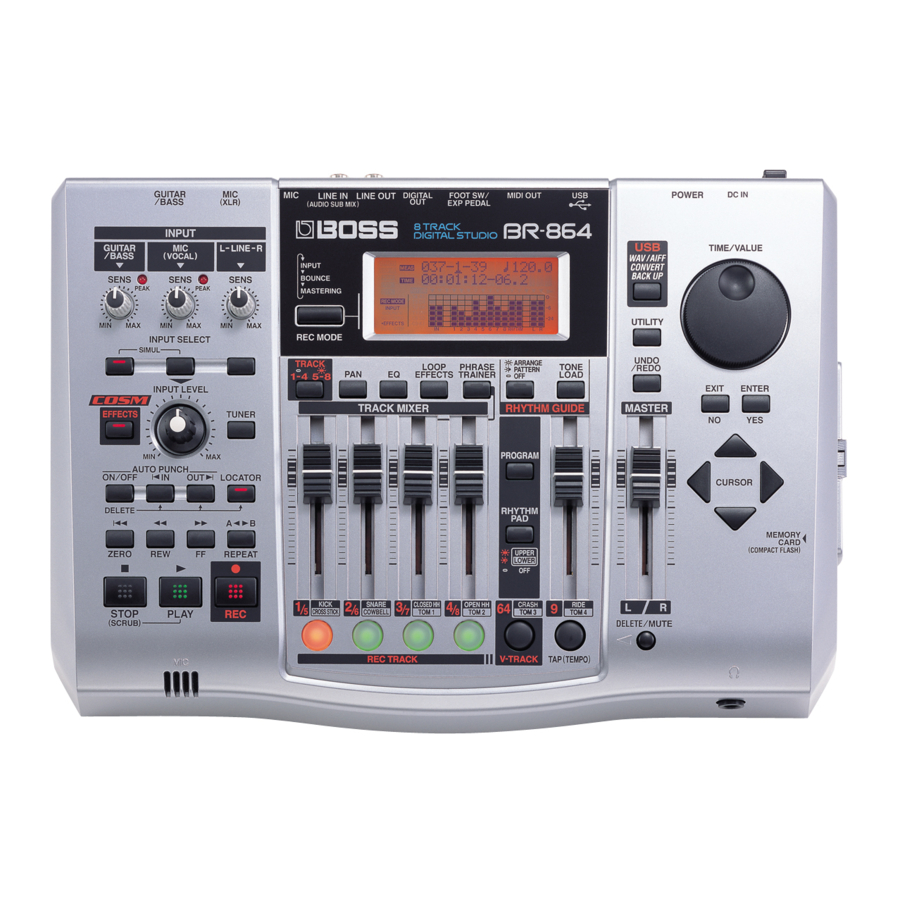 GUITAR
/BASS
MIC
(XLR)
MIC
LINE IN
(AUDIO SUB MIX)
LINE OUT
DIGITAL
OUT
FOOT SW/
EXP PEDAL
MIDI OUT
USB
POWER
DC IN
INPUT
GUITAR
/BASS
MIC
(VOCAL)
L-LINE-R
SENS
PEAK
SENS
PEAK
SENS
MIN MAX
MIN MAX
MIN MAX
INPUT SELECT
SIMUL
INPUT LEVEL
MIN MAX
COSM
EFFECTS
TUNER
AUTO PUNCH
ON/OFF
IN
OUT
LOCATOR
DELETE
ZERO
REW
FF
A B
REPEAT
STOP
(SCRUB)
PLAY
REC
MIC
BOSS
8 TRACK
DIGITAL STUDIO
BR-864
INPUT
BOUNCE
MASTERING
REC MODE
MEAS 037-1-39 ♩120.0
TIME 00:01:12-06.2
REC MODE
INPUT
TRACK
1-4 5-8
PAN
EQ
LOOP
EFFECTS
PHRASE
TRAINER
ARRANGE
PATTERN
OFF
TONE
LOAD
TRACK MIXER
RHYTHM GUIDE
MASTER
PROGRAM
RHYTHM
PAD
UPPER
LOWER
OFF
1/5 KICK
CROSS STICK
2/6 SNARE
COWBELL
3/7 CLOSED HH
TOM 1
4/8 OPEN HH
TOM 2
64 CRASH
TOM 3
9 RIDE
TOM 4
REC TRACK
V-TRACK
TAP (TEMPO)
L / R
DELETE/MUTE
USB
WAV/AIFF
CONVERT
BACK UP
UTILITY
UNDO
/REDO
TIME/VALUE
EXIT
NO
ENTER
YES
CURSOR
MEMORY
CARD
(COMPACT FLASH)